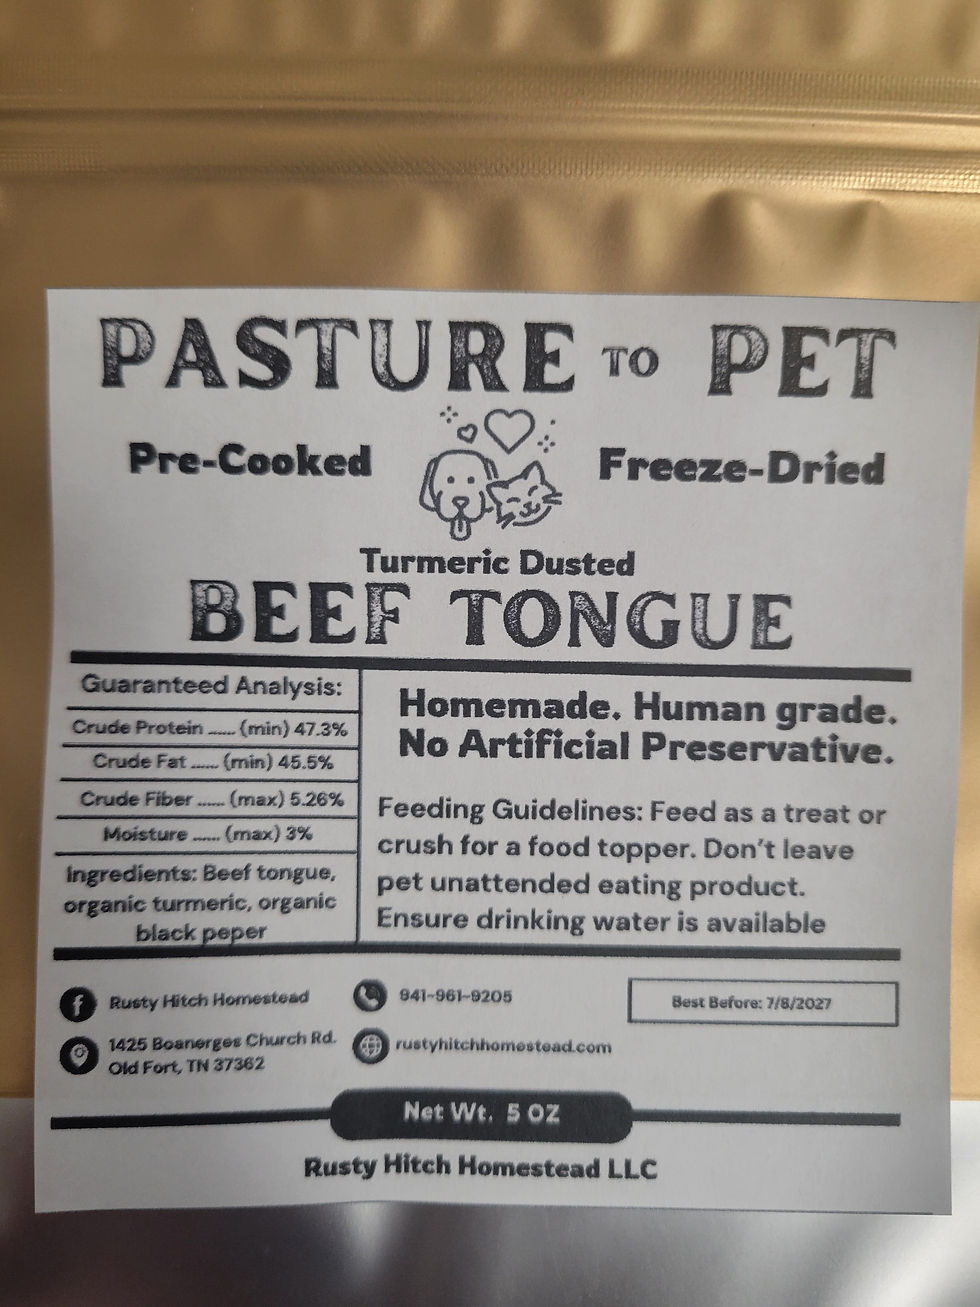 PASTURE TO PET
Pre-Cooked
Freeze-Dried
Turmeric Dusted
BEEF TONGUE
Guaranteed Analysis:
Crude Protein ...... (min) 47.3%
Crude Fat ...... (min) 45.5%
Crude Fiber ...... (max) 5.26%
Moisture ...... (max) 3%
Ingredients: Beef tongue,
organic turmeric, organic
black peper
Homemade. Human grade.
No Artificial Preservative.
Feeding Guidelines: Feed as a treat or
crush for a food topper. Don't leave
pet unattended eating product.
Ensure drinking water is available
Rusty Hitch Homestead
1425 Boanerges Church Rd.
Old Fort, TN 37362
941-961-9205
rustyhitchhomestead.com
Best Before: 7/8/2027
Net Wt. 5 OZ
Rusty Hitch Homestead LLC